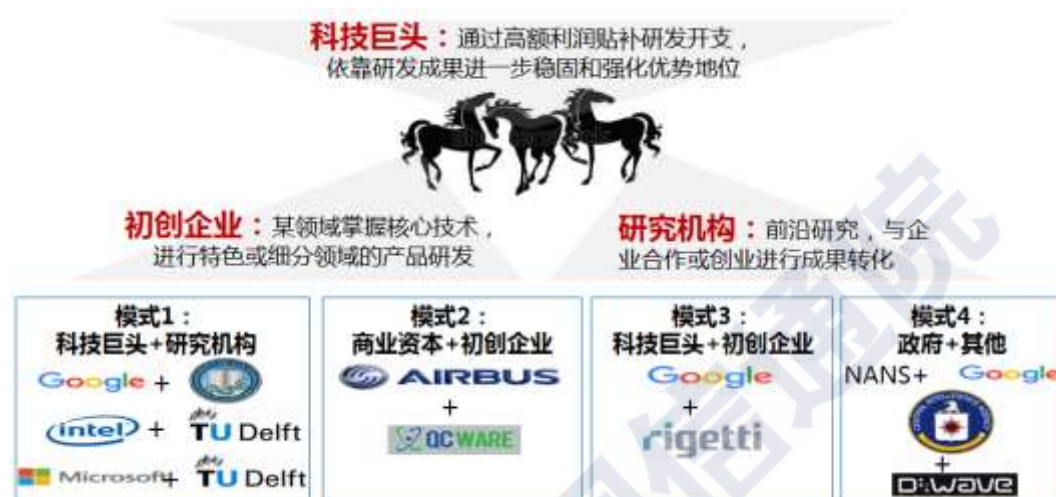 科技巨头：通过高额利润贴补研发开支，
依靠研发成果进一步稳固和强化优势地位
初创企业：某领域掌握核心技术，
进行特色或细分领域的产品研发
研究机构：前沿研究，与企
业合作或创业进行成果转化
模式1：
科技巨头+研究机构
Google +
intel + TU Delft
Microsoft+ TU Delft
模式2：
商业资本+初创企业
AIRBUS
+
QCWARE
模式3：
科技巨头+初创企业
Google
+
rigetti
模式4：
政府+其他
NANS+ Google
+
D:wave
信通院